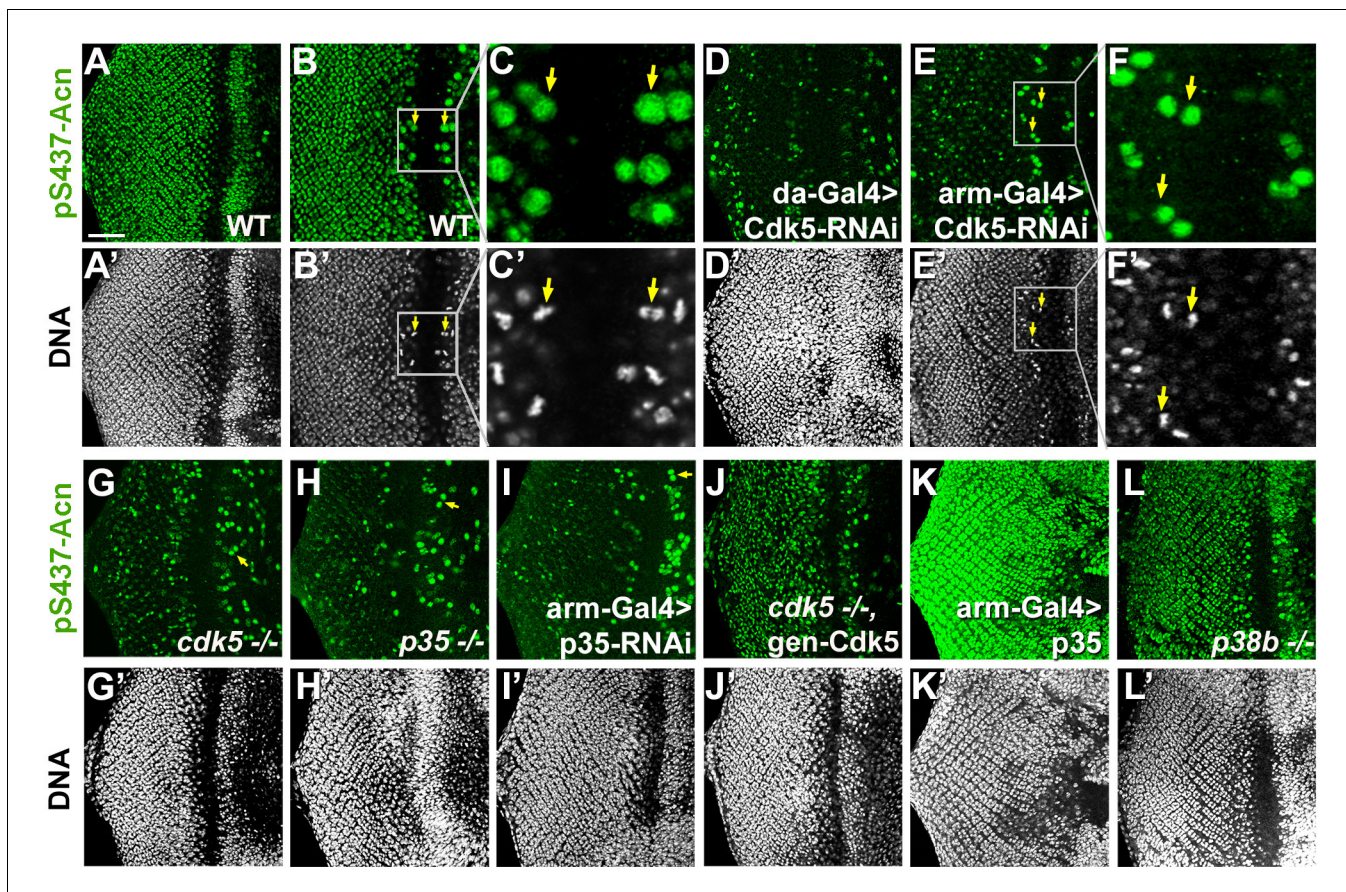 pS437-Acn
A
WT
B
WT
C
D
da-Gal4>
Cdk5-RNAi
E
arm-Gal4>
Cdk5-RNAi
F
DNA
A'
B'
C'
D'
E'
F'
pS437-Acn
G
cdk5 -/-
H
p35 -/-
I
arm-Gal4>
p35-RNAi
J
cdk5 -/-,
gen-Cdk5
K
arm-Gal4>
p35
L
p38b -/-
DNA
G'
H'
I'
J'
K'
L'